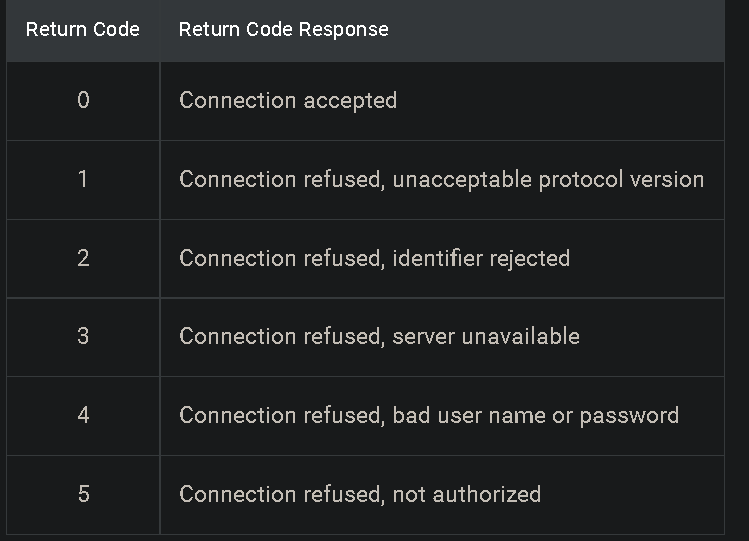 Return Code Return Code Response
0 Connection accepted
1 Connection refused, unacceptable protocol version
2 Connection refused, identifier rejected
3 Connection refused, server unavailable
4 Connection refused, bad user name or password
5 Connection refused, not authorized